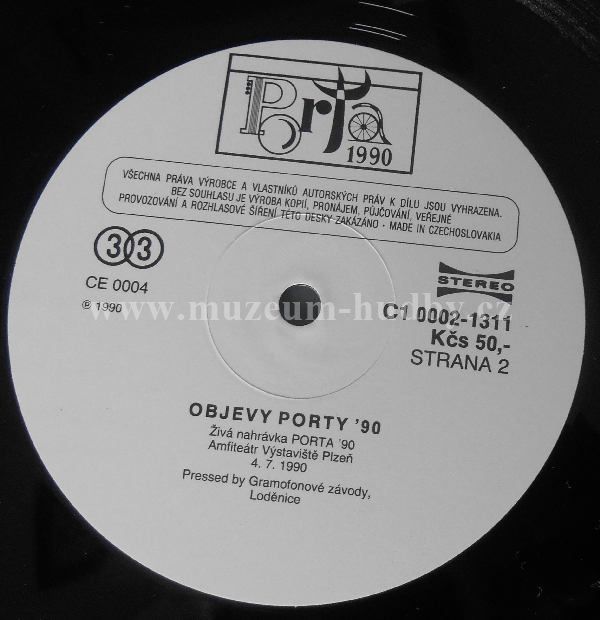 Porta
1990
VŠECHNA PRÁVA VÝROBCE A VLASTNÍKŮ AUTORSKÝCH PRÁV K DÍLU JSOU VYHRAZENA.
BEZ SOUHLASU JE VÝROBA KOPIÍ, PRONÁJEM, PŮJČOVÁNÍ, VEŘEJNÉ
PROVOZOVÁNÍ A ROZHLASOVÉ ŠÍŘENÍ TÉTO DESKY ZAKÁZÁNO - MADE IN CZECHOSLOVAKIA
33
STEREO
CE 0004
℗ 1990
www.muzeum-hudby.cz
C1 0002-1311
Kčs 50,-
STRANA 2
OBJEVY PORTY '90
Živá nahrávka PORTA '90
Amfiteátr Výstaviště Plzeň
4. 7. 1990
Pressed by Gramofonové závody,
Loděnice